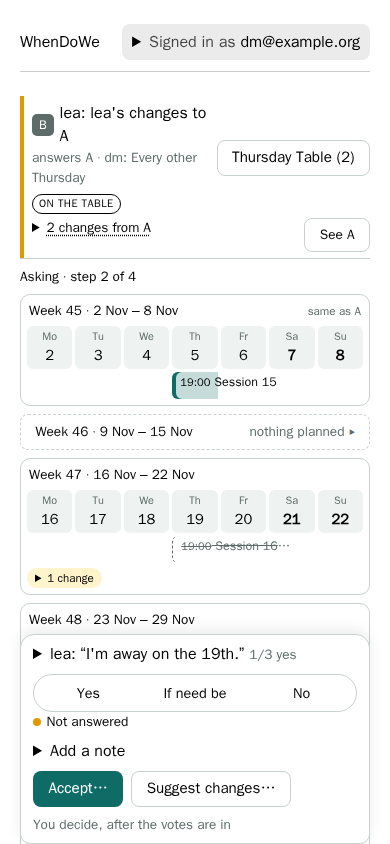 WhenDoWe
▶ Signed in as dm@example.org
B lea: lea's changes to A
answers A · dm: Every other Thursday
Thursday Table (2)
ON THE TABLE
▶ 2 changes from A
See A
Asking · step 2 of 4
Week 45 · 2 Nov – 8 Nov same as A
Mo Tu We Th Fr Sa Su
2 3 4 5 6 7 8
19:00 Session 15
Week 46 · 9 Nov – 15 Nov nothing planned ▸
Week 47 · 16 Nov – 22 Nov
Mo Tu We Th Fr Sa Su
16 17 18 19 20 21 22
19:00 Session 16…
▶ 1 change
Week 48 · 23 Nov – 29 Nov
▶ lea: “I'm away on the 19th.” 1/3 yes
Yes If need be No
Not answered
▶ Add a note
Accept… Suggest changes…
You decide, after the votes are in